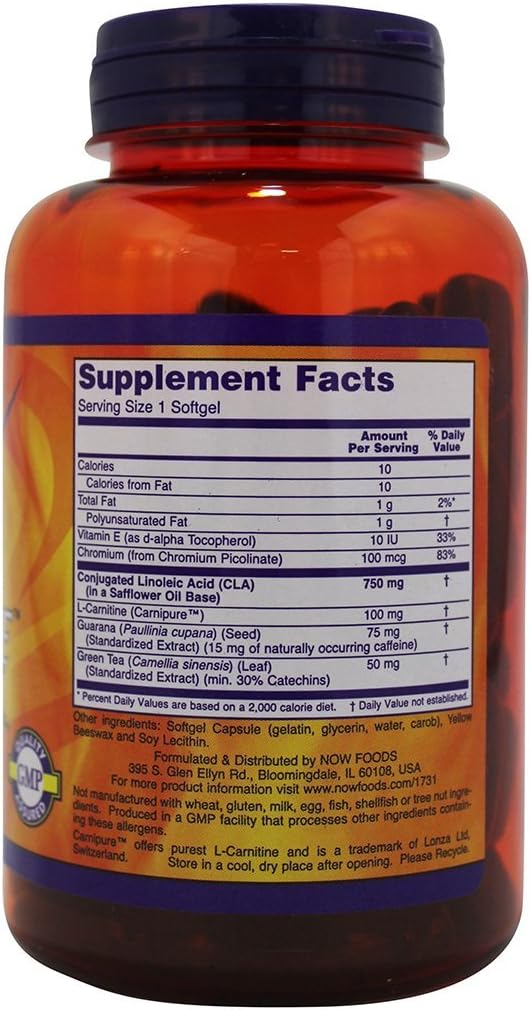 Supplement Facts
Serving Size 1 Softgel
Amount Per Serving % Daily Value
Calories 10
Calories from Fat 10
Total Fat 1 g 2%*
Polyunsaturated Fat 1 g †
Vitamin E (as d-alpha Tocopherol) 10 IU 33%
Chromium (from Chromium Picolinate) 100 mcg 83%
Conjugated Linoleic Acid (CLA) 750 mg †
(in a Safflower Oil Base)
L-Carnitine (Carnipure™) 100 mg †
Guarana (Paullinia cupana) (Seed) 75 mg †
(Standardized Extract) (15 mg of naturally occurring caffeine)
Green Tea (Camellia sinensis) (Leaf) 50 mg †
(Standardized Extract) (min. 30% Catechins)
* Percent Daily Values are based on a 2,000 calorie diet. † Daily Value not established.
Other ingredients: Softgel Capsule (gelatin, glycerin, water, carob), Yellow
Beeswax and Soy Lecithin.
Formulated & Distributed by NOW FOODS
395 S. Glen Ellyn Rd., Bloomingdale, IL 60108, USA
For more product information visit www.nowfoods.com/1731
Not manufactured with wheat, gluten, milk, egg, fish, shellfish or tree nut ingre-
dients. Produced in a GMP facility that processes other ingredients contain-
ing these allergens.
Carnipure™ offers purest L-Carnitine and is a trademark of Lonza Ltd,
Switzerland. Store in a cool, dry place after opening. Please Recycle.
GMP